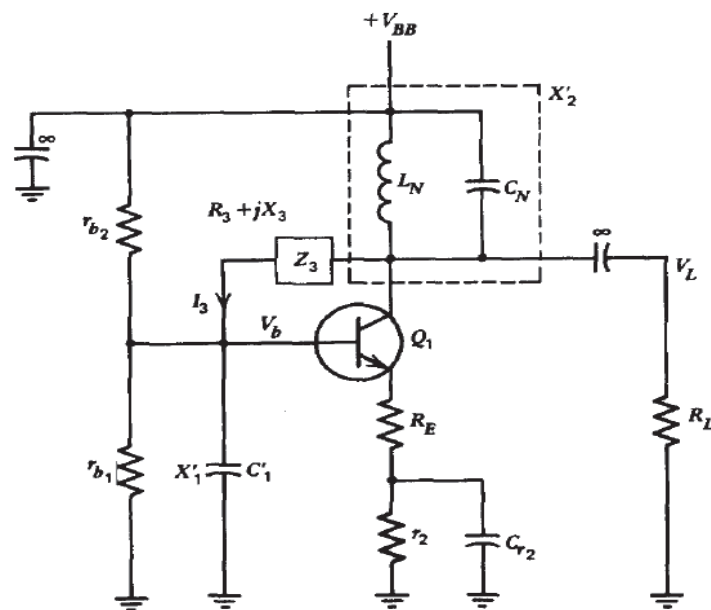 +V_BB
X'_2
∞
L_N
C_N
R_3 + jX_3
r_b2
Z_3
∞
V_L
I_3
V_b
Q_1
R_E
R_L
r_b1
X'_1
C'_1
r_2
C_r2